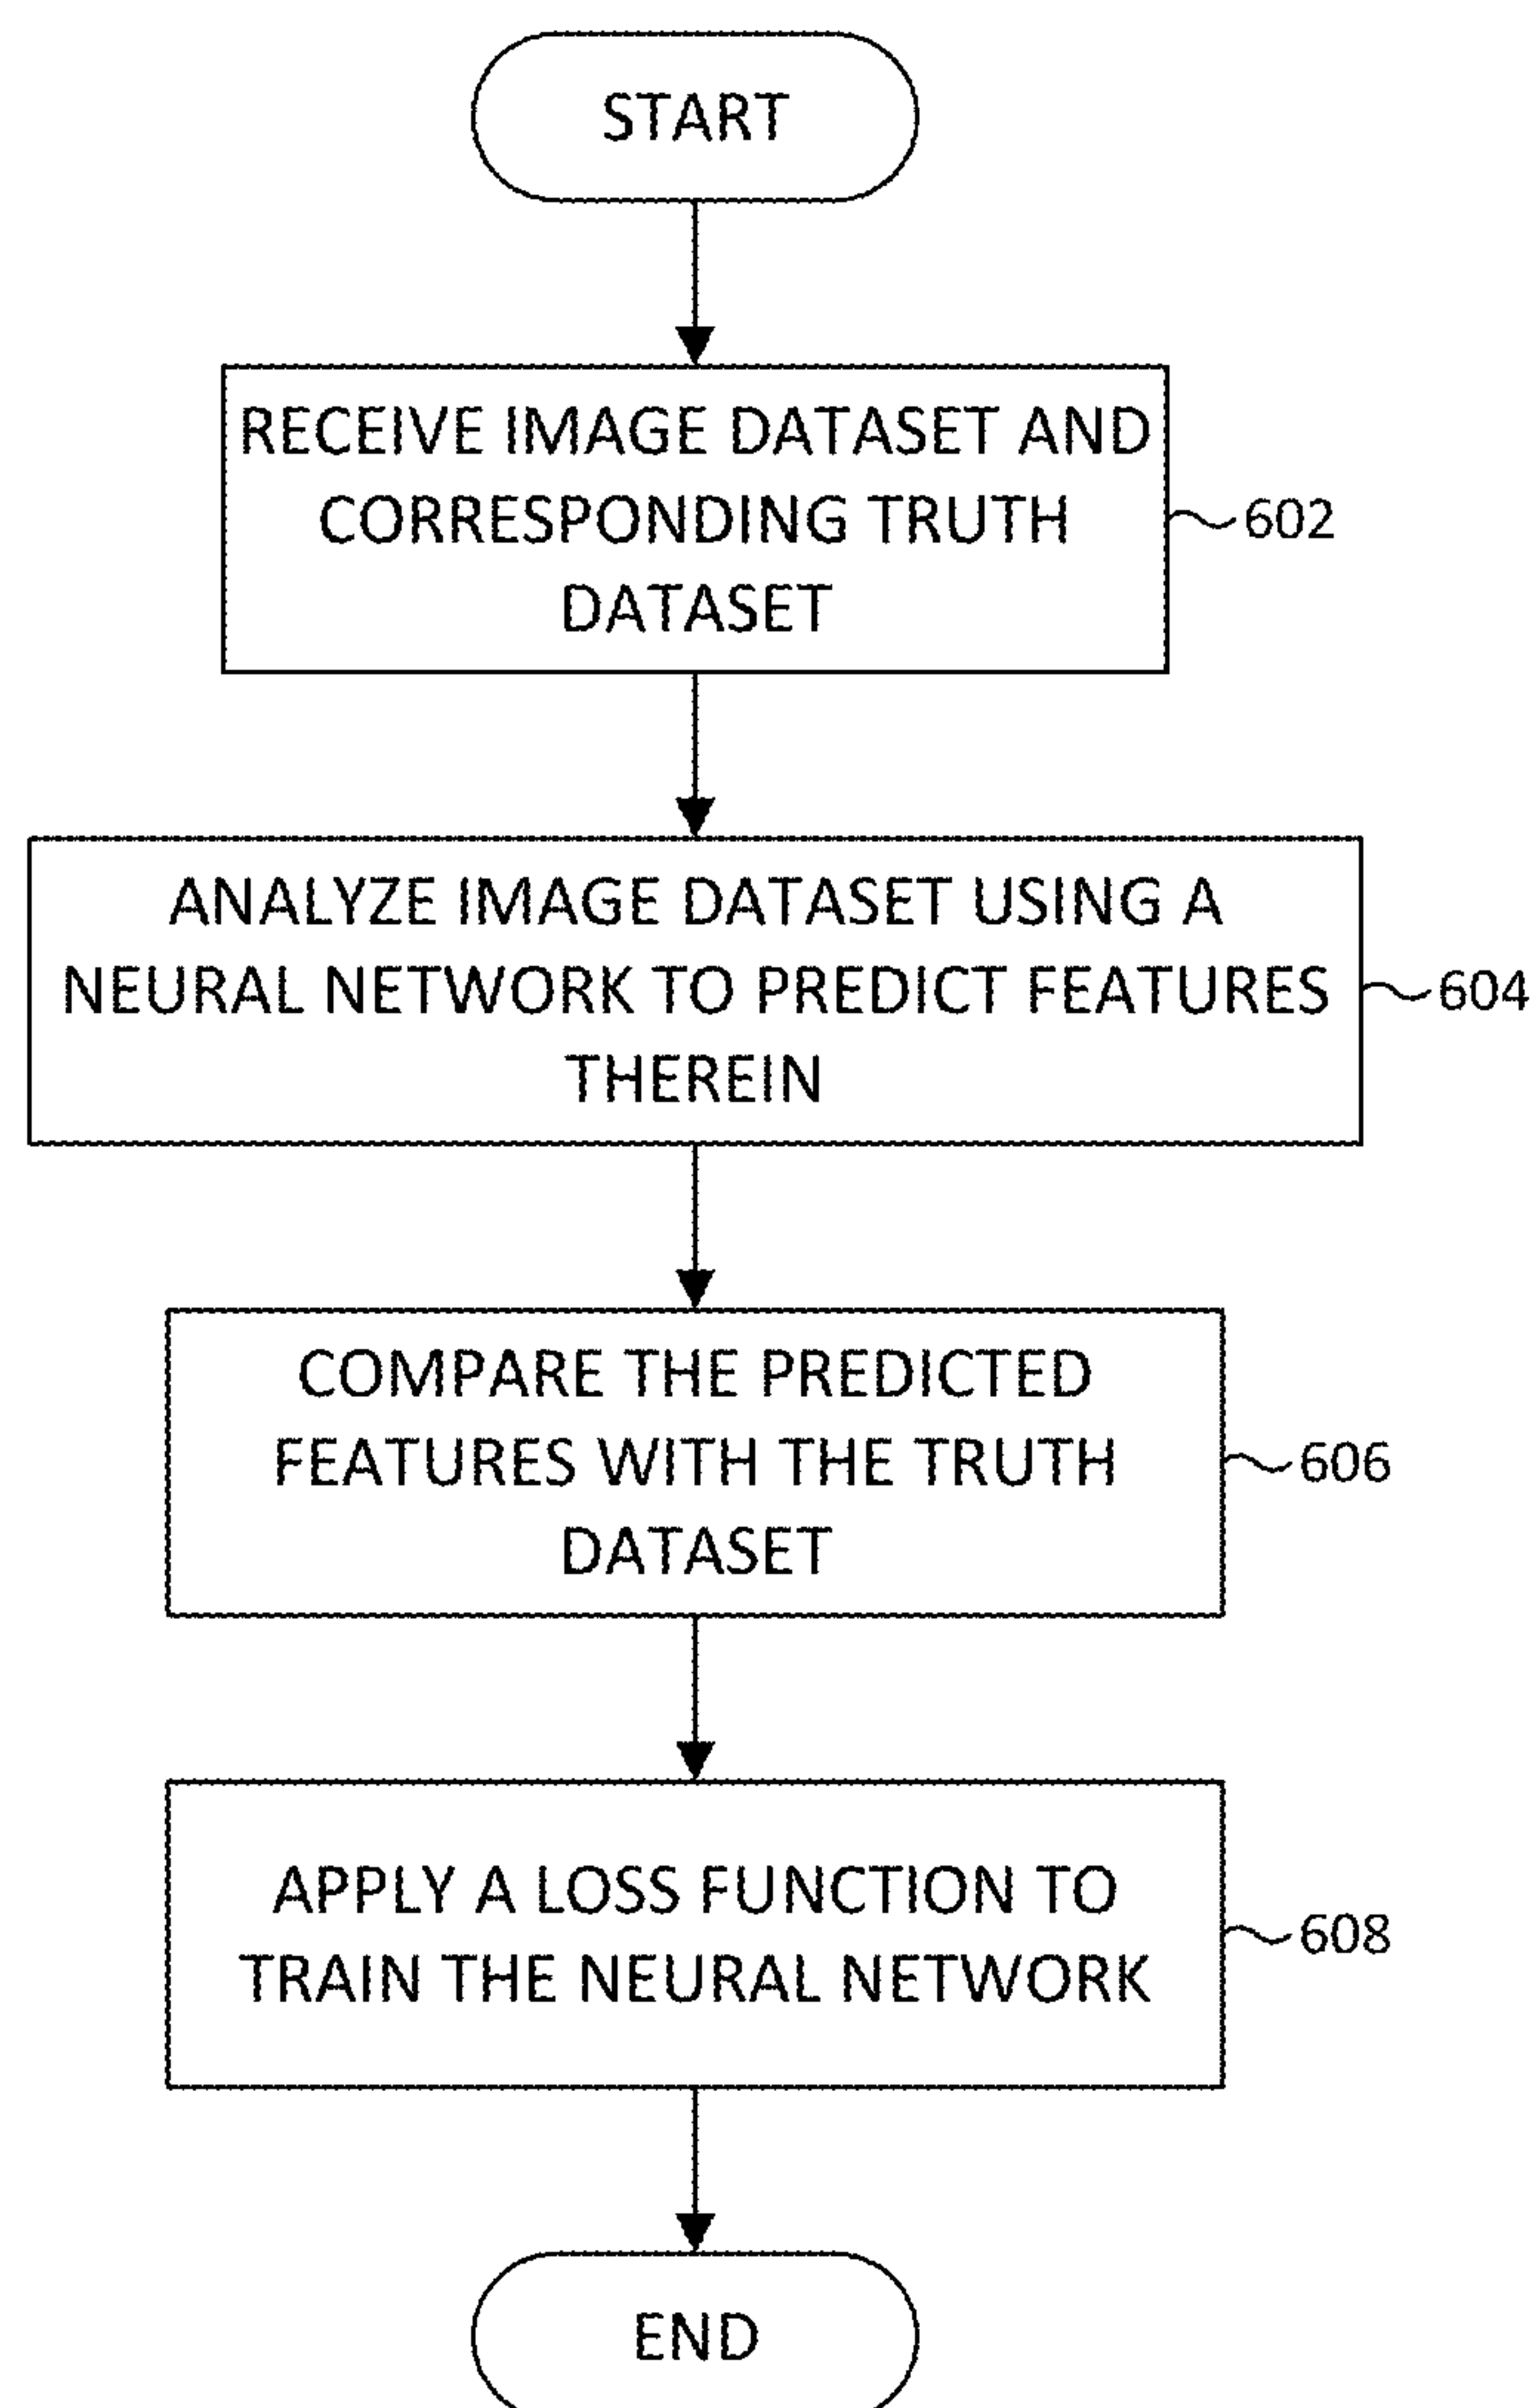 START
RECEIVE IMAGE DATASET AND
CORRESPONDING TRUTH
DATASET
602
ANALYZE IMAGE DATASET USING A
NEURAL NETWORK TO PREDICT FEATURES
THEREIN
604
COMPARE THE PREDICTED
FEATURES WITH THE TRUTH
DATASET
606
APPLY A LOSS FUNCTION TO
TRAIN THE NEURAL NETWORK
608
END